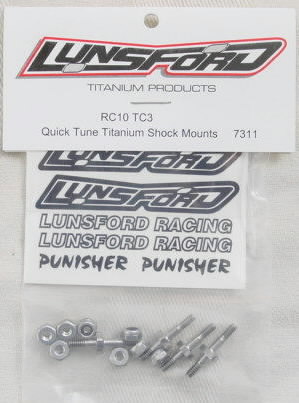 LUNSFORD
TITANIUM PRODUCTS
RC10 TC3
Quick Tune Titanium Shock Mounts 7311
LUNSFORD
LUNSFORD
LUNSFORD RACING
LUNSFORD RACING
PUNISHER PUNISHER